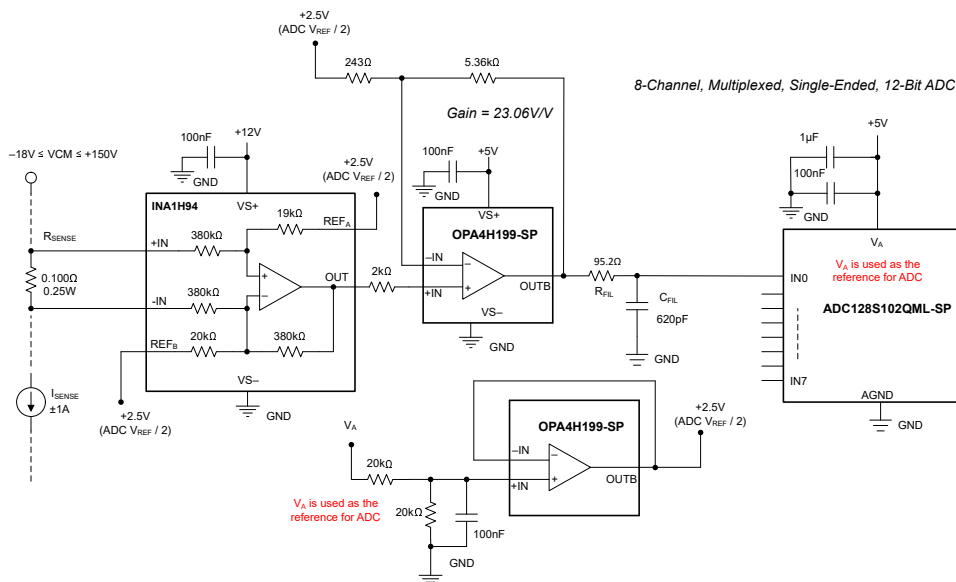 +2.5V
(ADC VREF / 2)
243Ω
5.36kΩ
8-Channel, Multiplexed, Single-Ended, 12-Bit ADC
Gain = 23.06V/V
+12V
100nF
GND
+2.5V
(ADC VREF / 2)
100nF
+5V
GND
+5V
1µF
100nF
GND
–18V ≤ VCM ≤ +150V
INA1H94
VS+
19kΩ
REFA
380kΩ
+IN
RSENSE
0.100Ω
0.25W
-IN
380kΩ
+
–
OUT
2kΩ
REFB
20kΩ
380kΩ
VS–
GND
+2.5V
(ADC VREF / 2)
ISENSE
±1A
VS+
OPA4H199-SP
–IN
–
+IN
+
OUTB
VS–
GND
95.2Ω
RFIL
CFIL
620pF
GND
VA
VA is used as the
reference for ADC
IN0
ADC128S102QML-SP
IN7
AGND
GND
VA
20kΩ
VA is used as the
reference for ADC
20kΩ
100nF
GND
OPA4H199-SP
–IN
–
+IN
+
OUTB
+2.5V
(ADC VREF / 2)